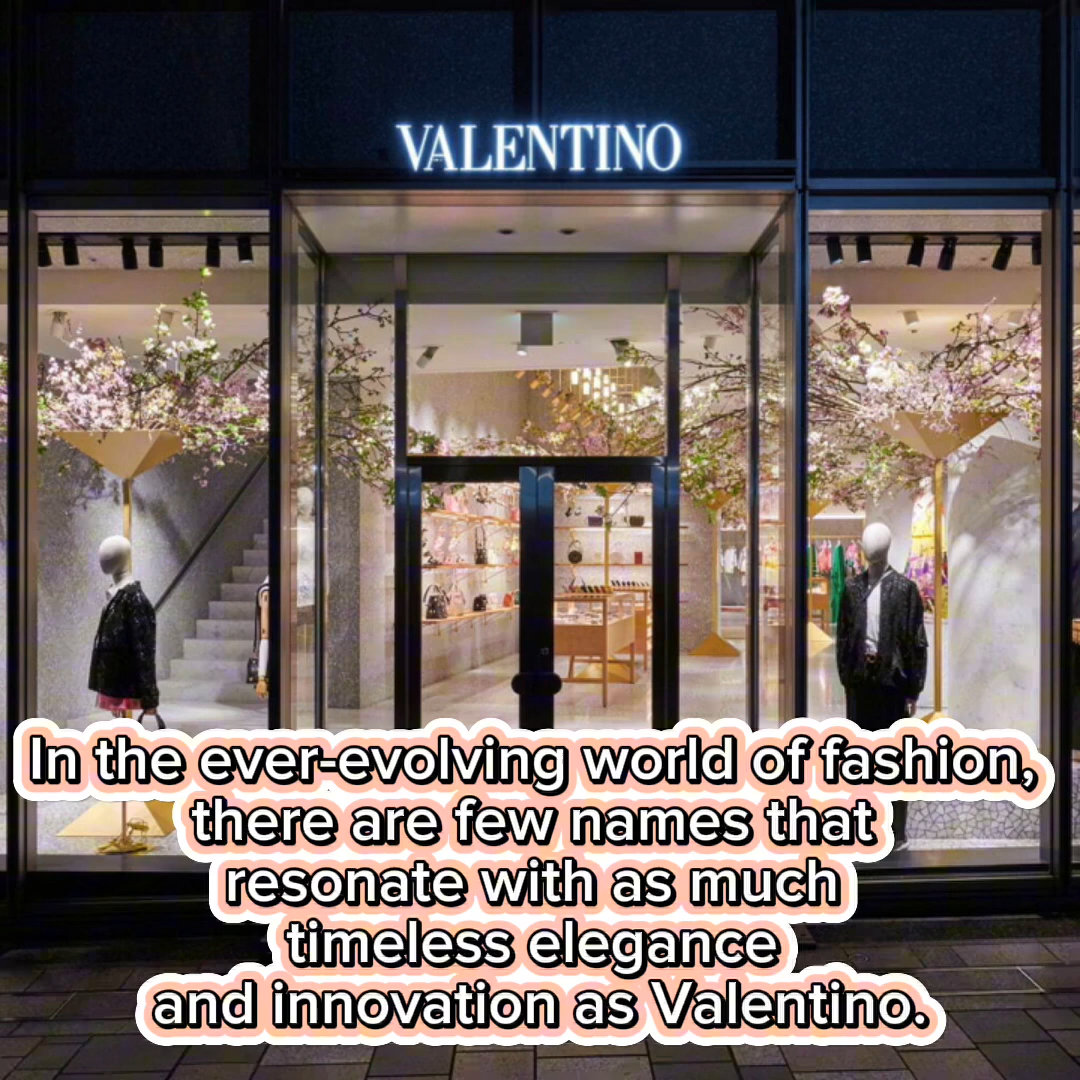 VALENTINO
In the ever-evolving world of fashion,
there are few names that
resonate with as much
timeless elegance
and innovation as Valentino.